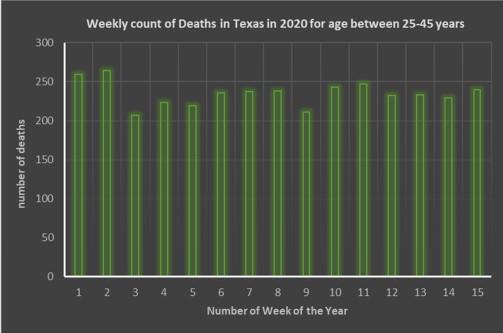 Weekly count of Deaths in Texas in 2020 for age between 25-45 years
300
250
200
150
100
50
0
number of deaths
1 2 3 4 5 6 7 8 9 10 11 12 13 14 15
Number of Week of the Year